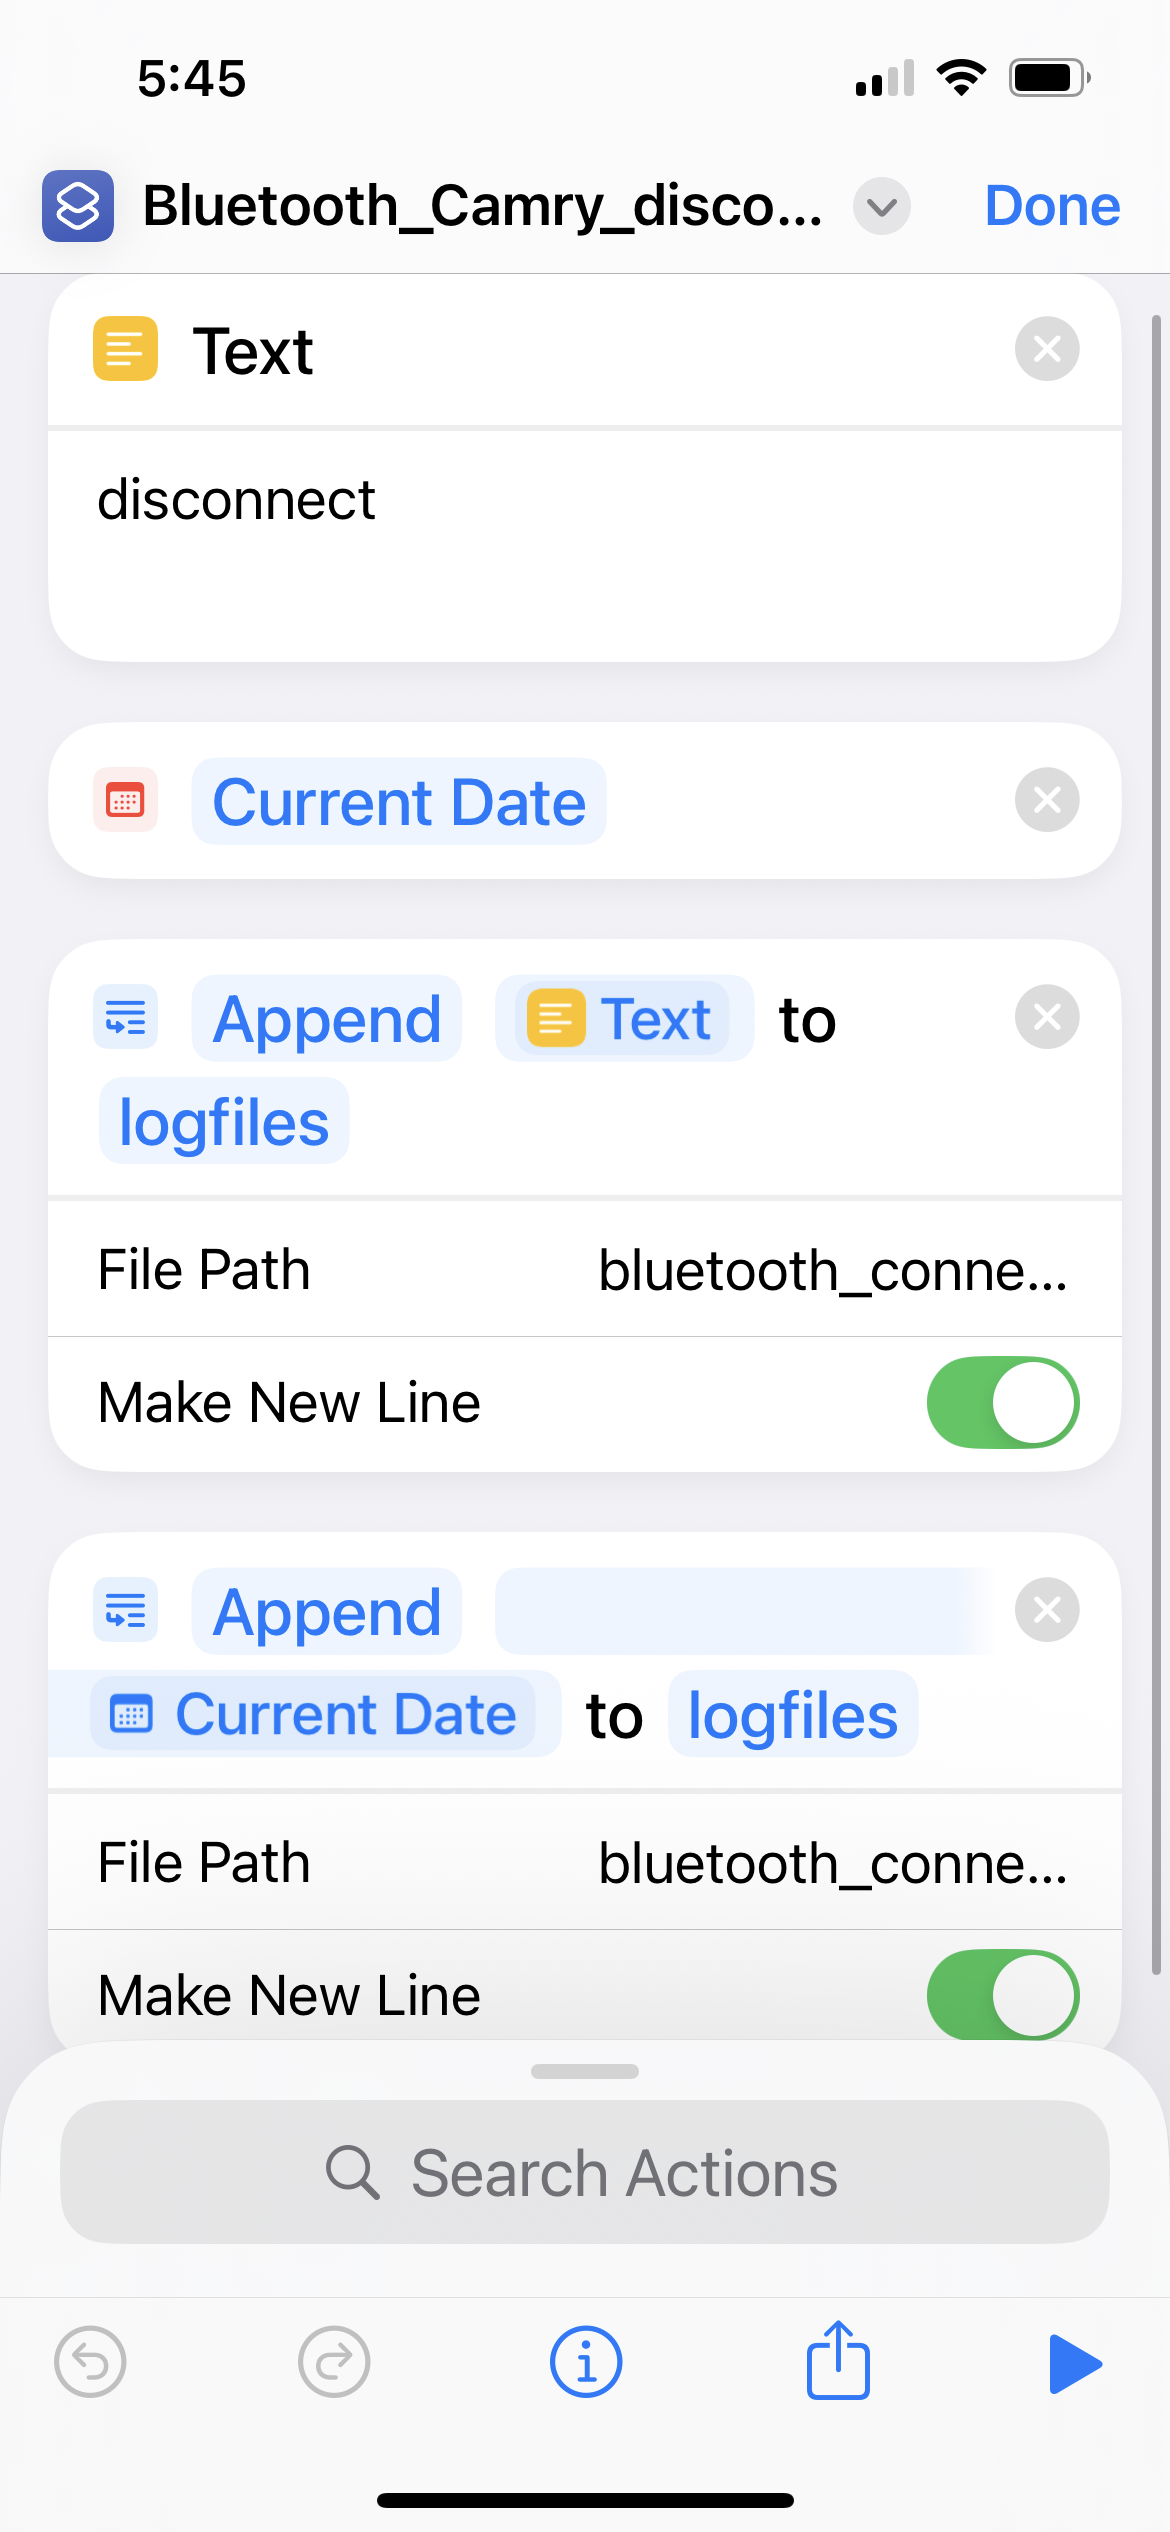 5:45
Bluetooth_Camry_disco...
Done
Text
disconnect
Current Date
Append Text to
logfiles
File Path bluetooth_conne...
Make New Line
Append
Current Date to logfiles
File Path bluetooth_conne...
Make New Line
Search Actions